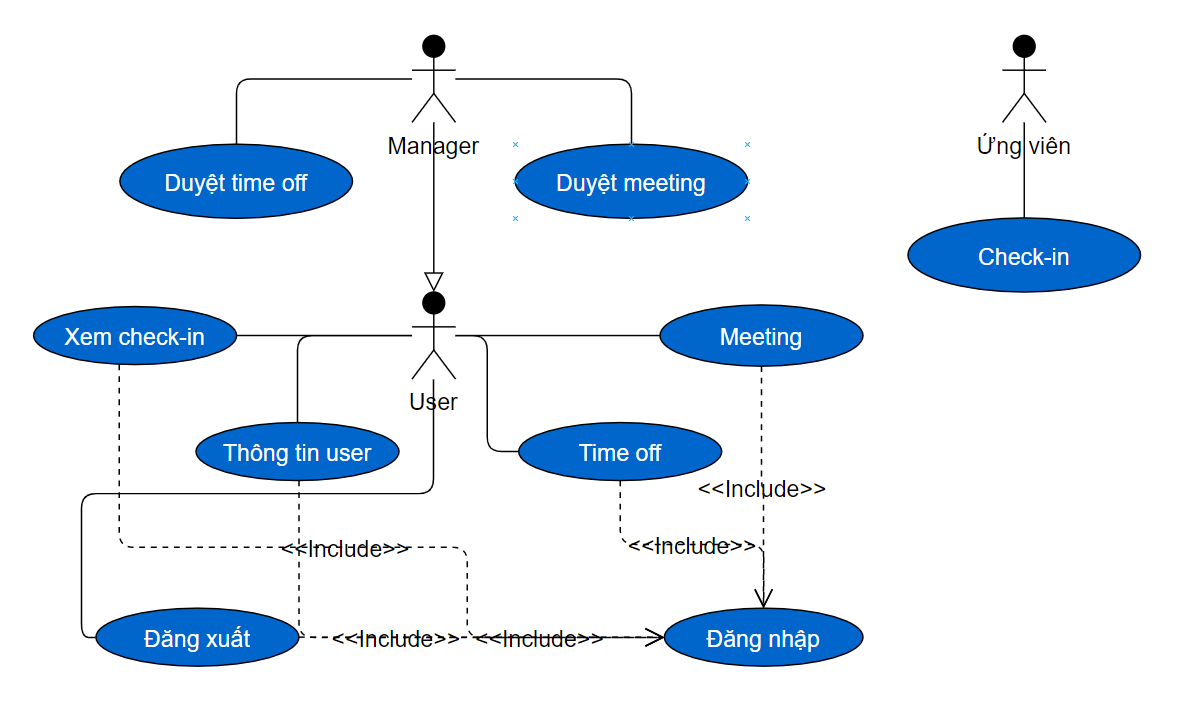 Manager
Ứng viên
Duyệt time off
Duyệt meeting
Check-in
Xem check-in
Meeting
User
Thông tin user
Time off
<<Include>>
<<Include>>
<<Include>>
Đăng xuất
<<Include>>
<<Include>>
Đăng nhập